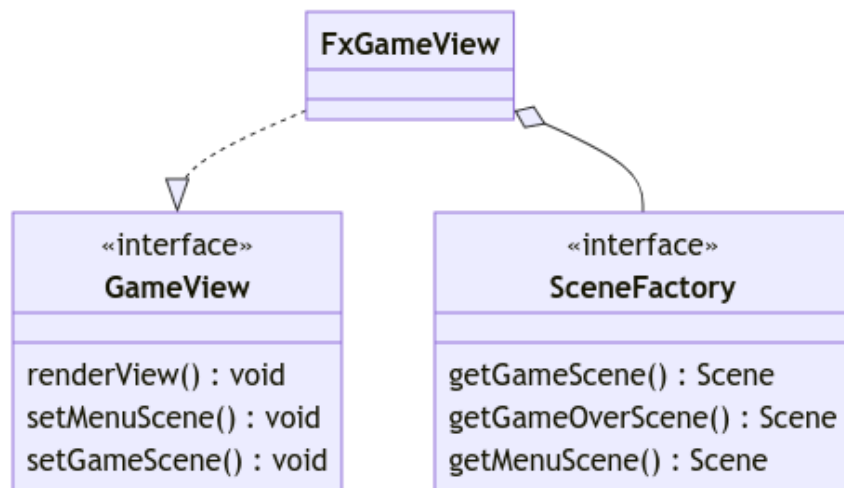 FxGameView
«interface»
GameView
renderView() : void
setMenuScene() : void
setGameScene() : void
«interface»
SceneFactory
getGameScene() : Scene
getGameOverScene() : Scene
getMenuScene() : Scene